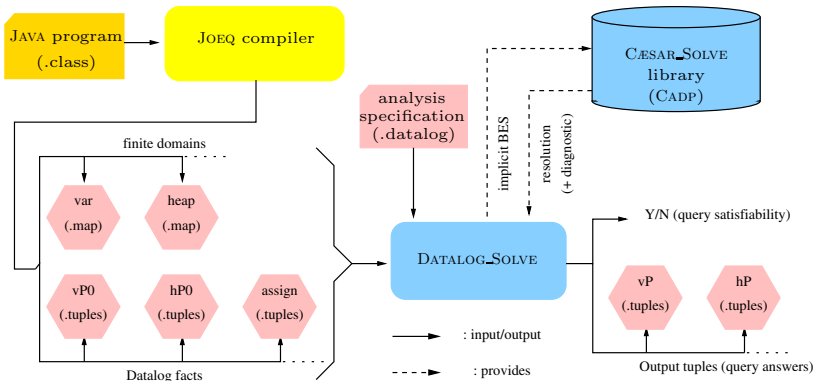 JAVA program
(.class)
JOEQ compiler
CÆSAR_SOLVE
library
(CADP)
analysis
specification
(.datalog)
implicit BES
resolution
(+ diagnostic)
finite domains
var
(.map)
heap
(.map)
vP0
(.tuples)
hP0
(.tuples)
assign
(.tuples)
Datalog facts
DATALOG_SOLVE
Y/N (query satisfiability)
vP
(.tuples)
hP
(.tuples)
Output tuples (query answers)
: input/output
: provides